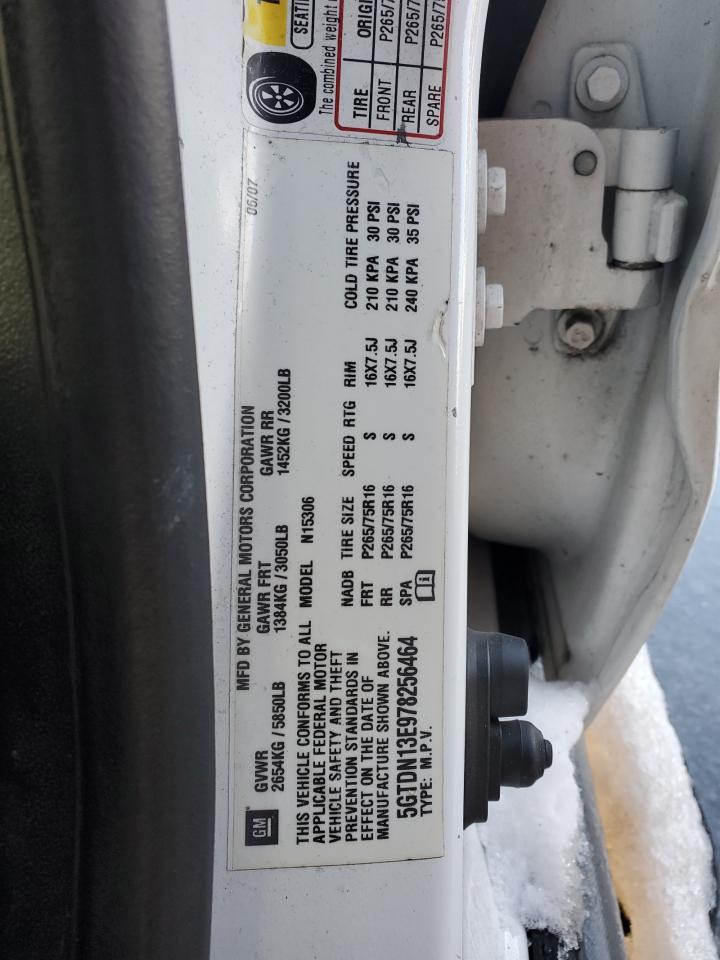 SEATI
The combined weight
TIRE ORIGI
FRONT P265/7
REAR P265/7
SPARE P265/75
06/07
MFD BY GENERAL MOTORS CORPORATION
GVWR GAWR FRT GAWR RR
2654KG / 5850LB 1384KG / 3050LB 1452KG / 3200LB
THIS VEHICLE CONFORMS TO ALL
APPLICABLE FEDERAL MOTOR
VEHICLE SAFETY AND THEFT
PREVENTION STANDARDS IN
EFFECT ON THE DATE OF
MANUFACTURE SHOWN ABOVE.
5GTDN13E978256464
TYPE: M.P.V.
MODEL N15306
NADB TIRE SIZE SPEED RTG RIM COLD TIRE PRESSURE
FRT P265/75R16 S 16X7.5J 210 KPA 30 PSI
RR P265/75R16 S 16X7.5J 210 KPA 30 PSI
SPA P265/75R16 S 16X7.5J 240 KPA 35 PSI
GM